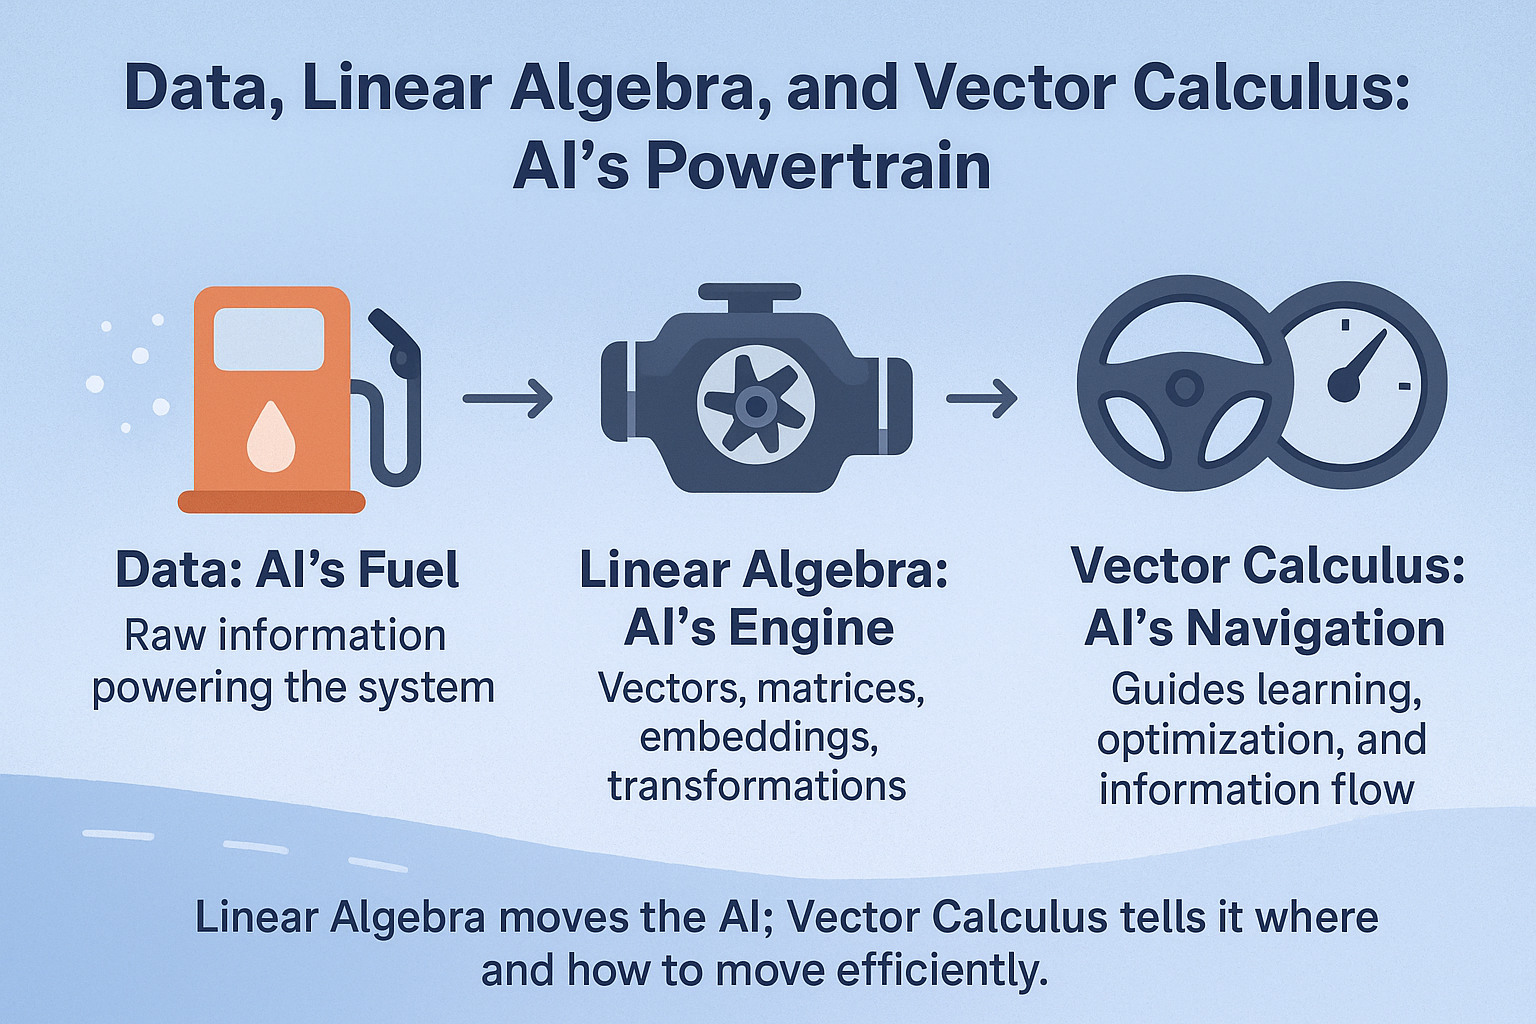 Data, Linear Algebra, and Vector Calculus:
AI’s Powertrain
Data: AI’s Fuel
Raw information
powering the system
Linear Algebra:
AI’s Engine
Vectors, matrices,
embeddings,
transformations
Vector Calculus:
AI’s Navigation
Guides learning,
optimization, and
information flow
Linear Algebra moves the AI; Vector Calculus tells it where
and how to move efficiently.